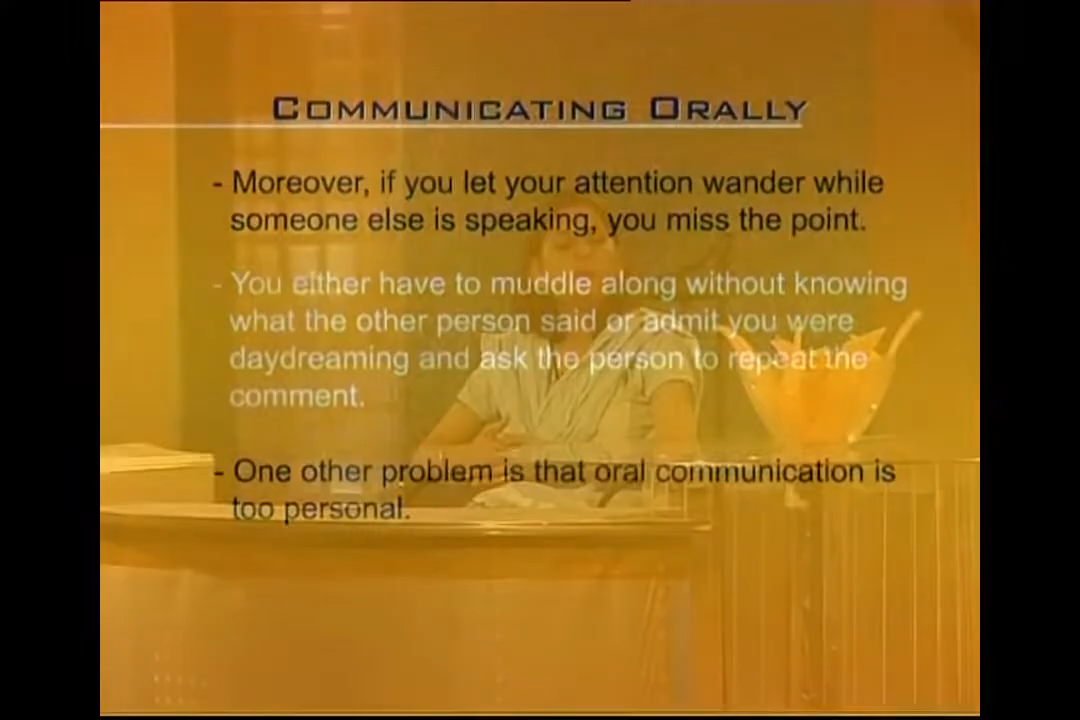 COMMUNICATING ORALLY
- Moreover, if you let your attention wander while
someone else is speaking, you miss the point.
- You either have to muddle along without knowing
what the other person said or admit you were
daydreaming and ask the person to repeat the
comment.
- One other problem is that oral communication is
too personal.